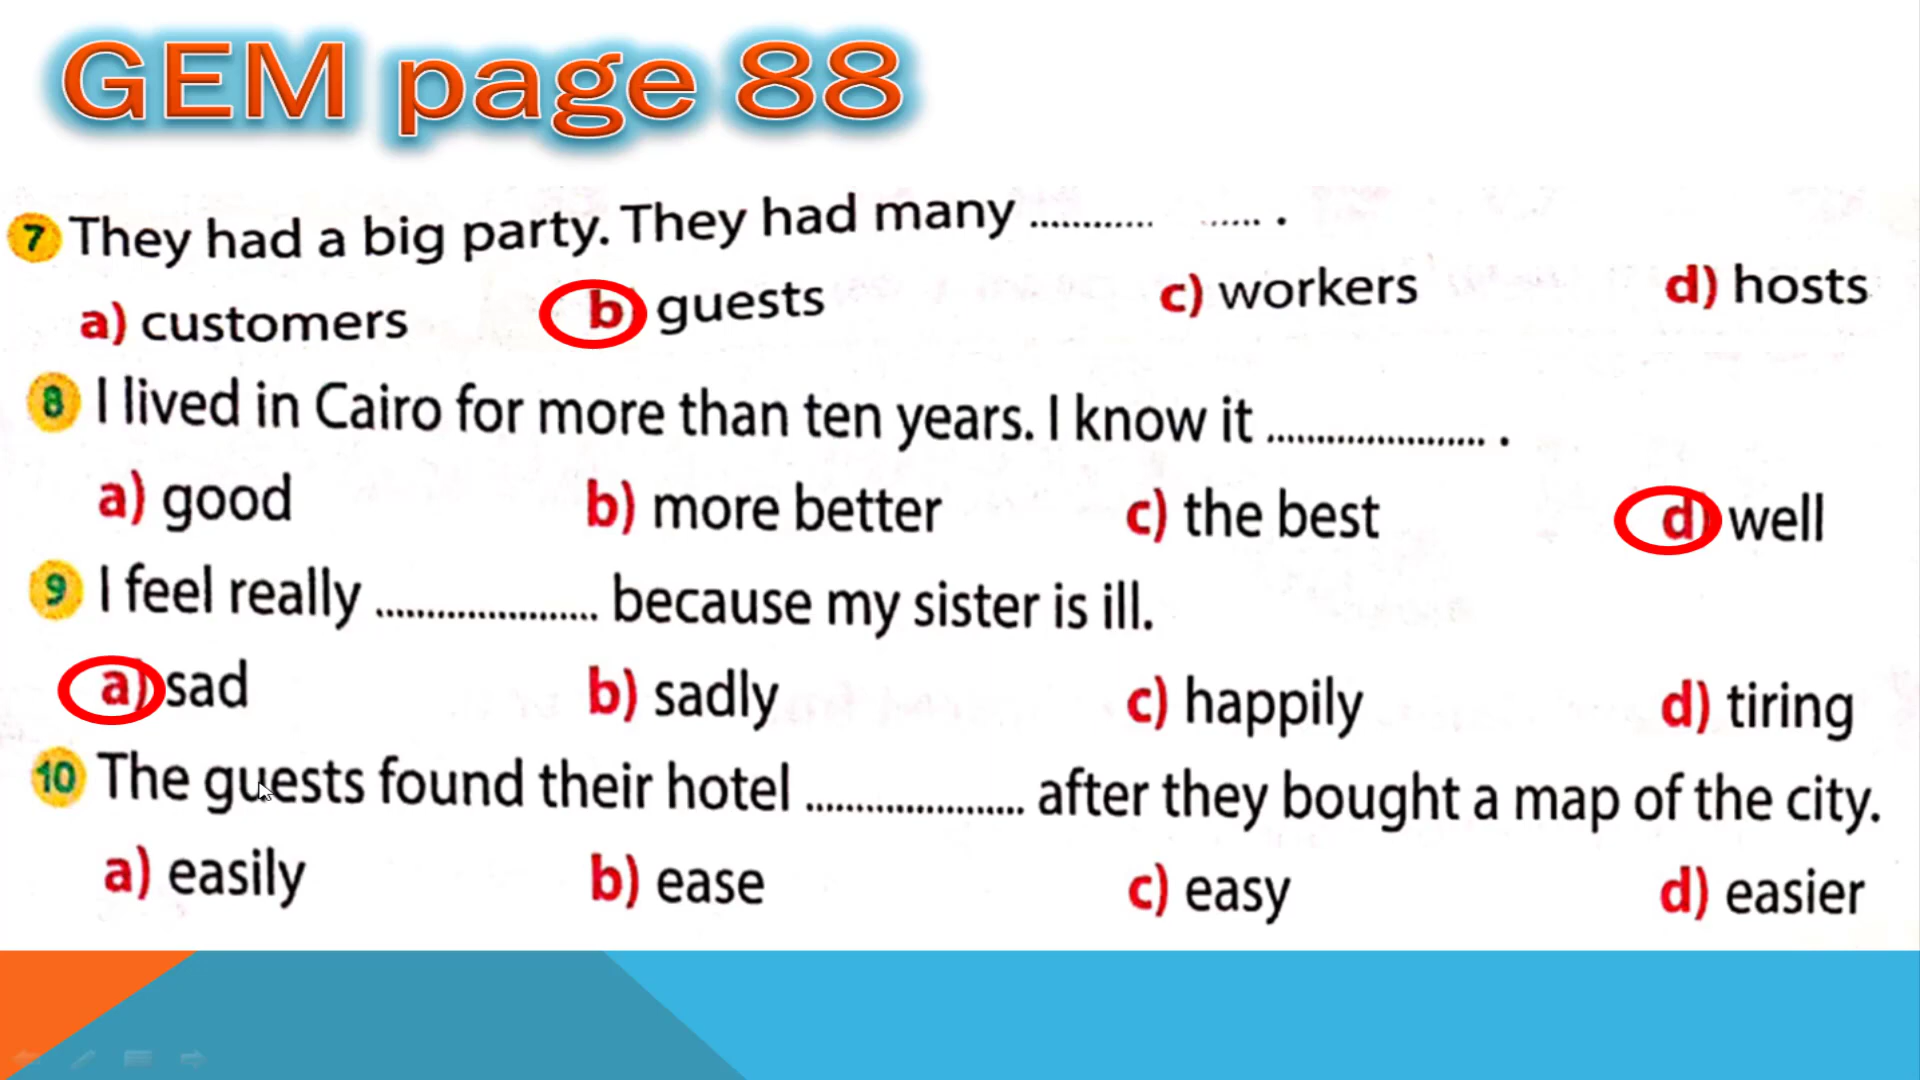 GEM page 88
7 They had a big party. They had many .................. .
a) customers b) guests c) workers d) hosts
8 I lived in Cairo for more than ten years. I know it ...................... .
a) good b) more better c) the best d) well
9 I feel really ...................... because my sister is ill.
a) sad b) sadly c) happily d) tiring
10 The guests found their hotel ...................... after they bought a map of the city.
a) easily b) ease c) easy d) easier